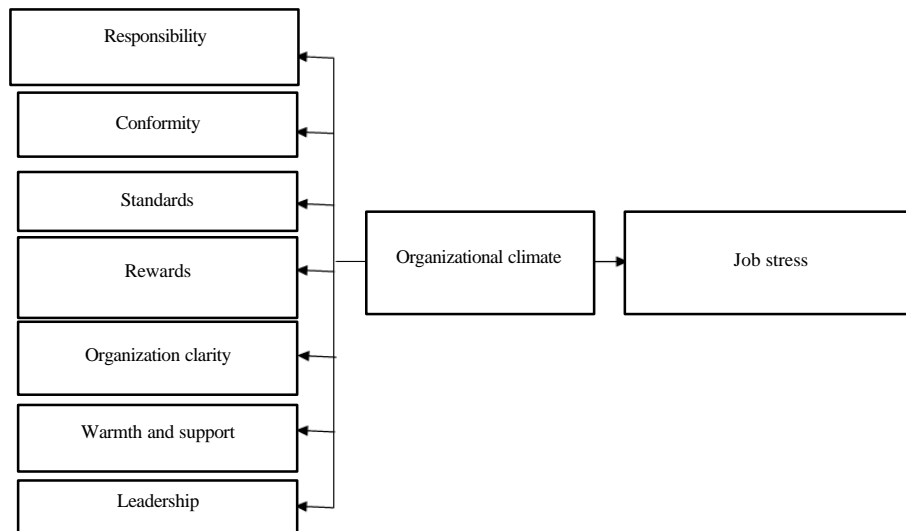 Responsibility
Conformity
Standards
Rewards
Organization clarity
Warmth and support
Leadership
Organizational climate
Job stress